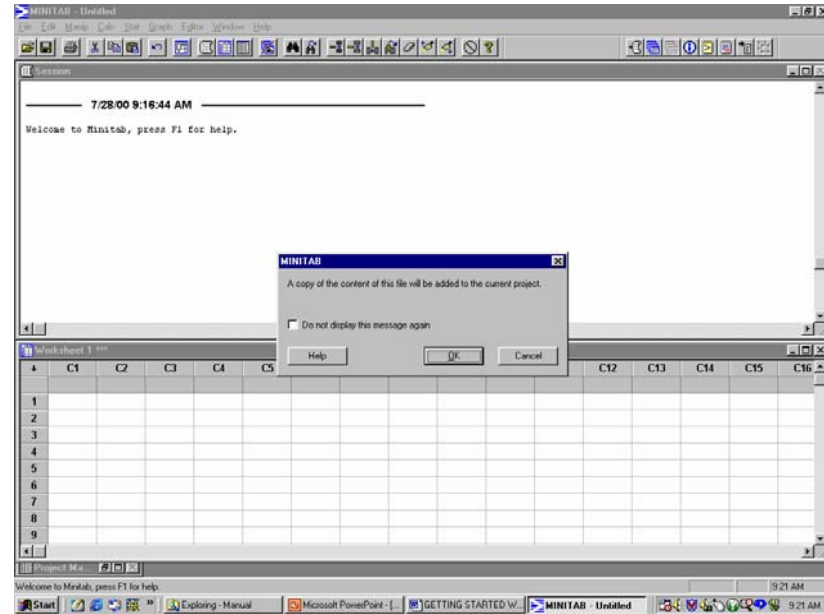 MINITAB - Untitled
File Edit Manip Calc Stat Graph Editor Window Help
Session
7/28/00 9:16:44 AM
Welcome to Minitab, press F1 for help.
MINITAB
A copy of the content of this file will be added to the current project.
Do not display this message again
Help OK Cancel
Worksheet 1 ***
C1 C2 C3 C4 C5 C12 C13 C14 C15 C16
1
2
3
4
5
6
7
8
9
Project Ma...
Welcome to Minitab, press F1 for help. 9:21 AM
Start Exploring - Manual Microsoft PowerPoint - [... GETTING STARTED W... MINITAB - Untitled 9:21 AM